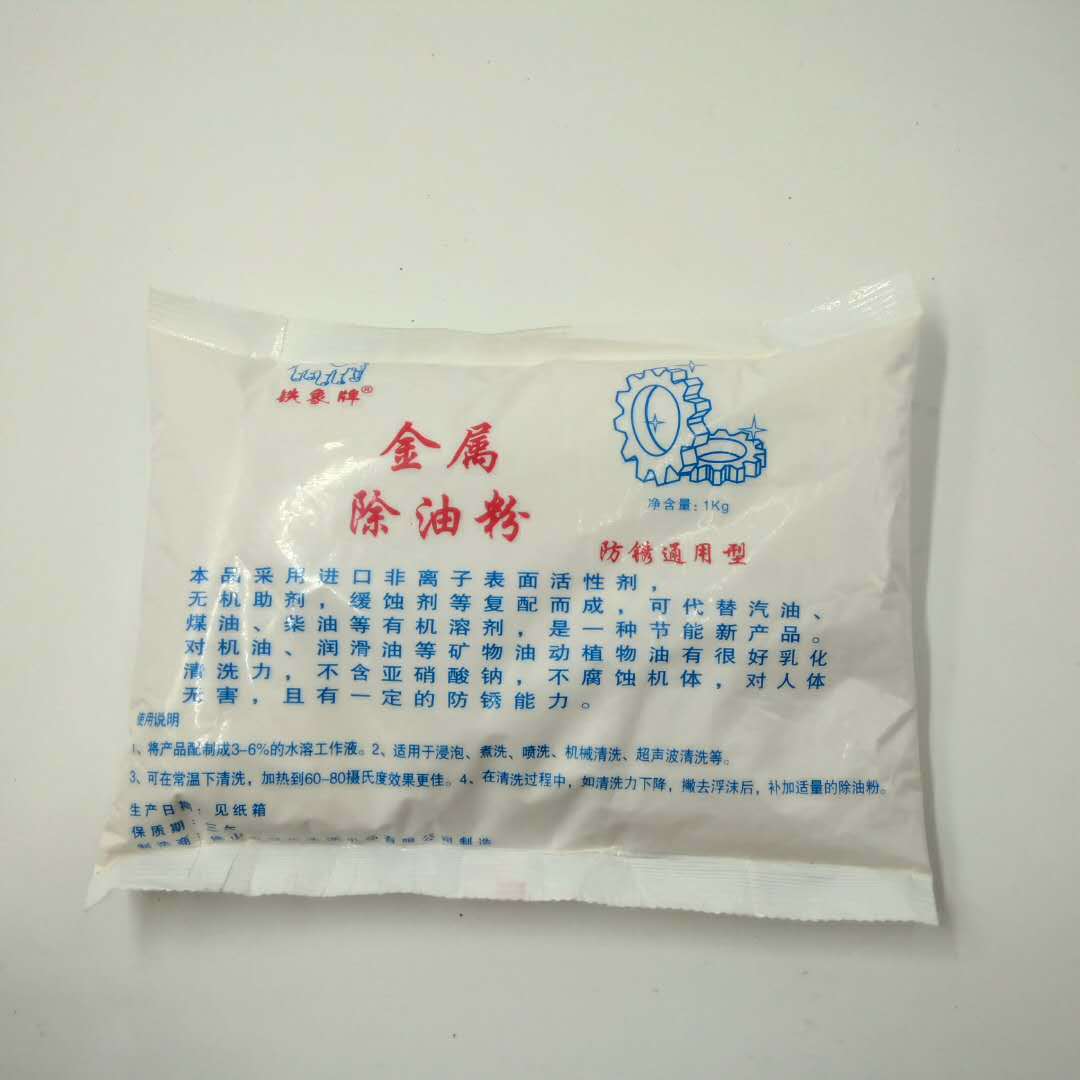 铁象牌®
金属
除油粉
净含量：1Kg
防锈通用型
本品采用进口非离子表面活性剂，
无机助剂，缓蚀剂等复配而成，可代替汽油、
煤油、柴油等有机溶剂，是一种节能新产品。
对机油、润滑油等矿物油动植物油有很好乳化
清洗力，不含亚硝酸钠，不腐蚀机体，对人体
无害，且有一定的防锈能力。
使用说明
1、将产品配制成3-6%的水溶工作液。2、适用于浸泡、煮洗、喷洗、机械清洗、超声波清洗等。
3、可在常温下清洗，加热到60-80摄氏度效果更佳。4、在清洗过程中，如清洗力下降，撇去浮沫后，补加适量的除油粉。
生产日期：见纸箱
保质期：三年
制造商：有限公司制造